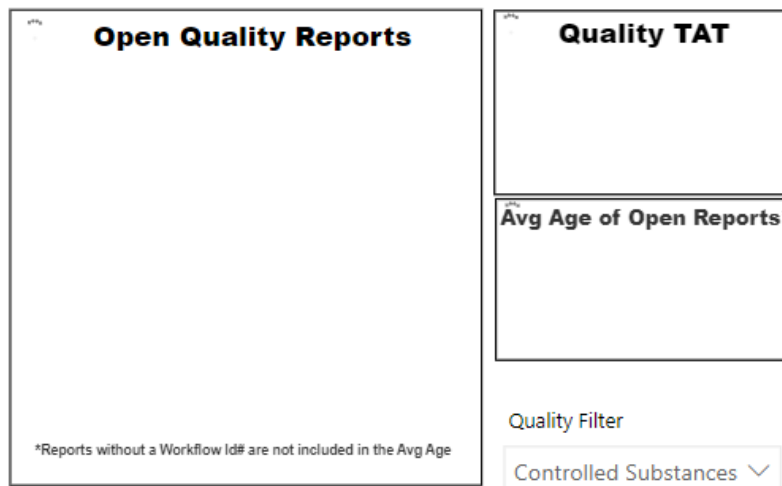 Open Quality Reports
*Reports without a Workflow Id# are not included in the Avg Age
Quality TAT
Avg Age of Open Reports
Quality Filter
Controlled Substances